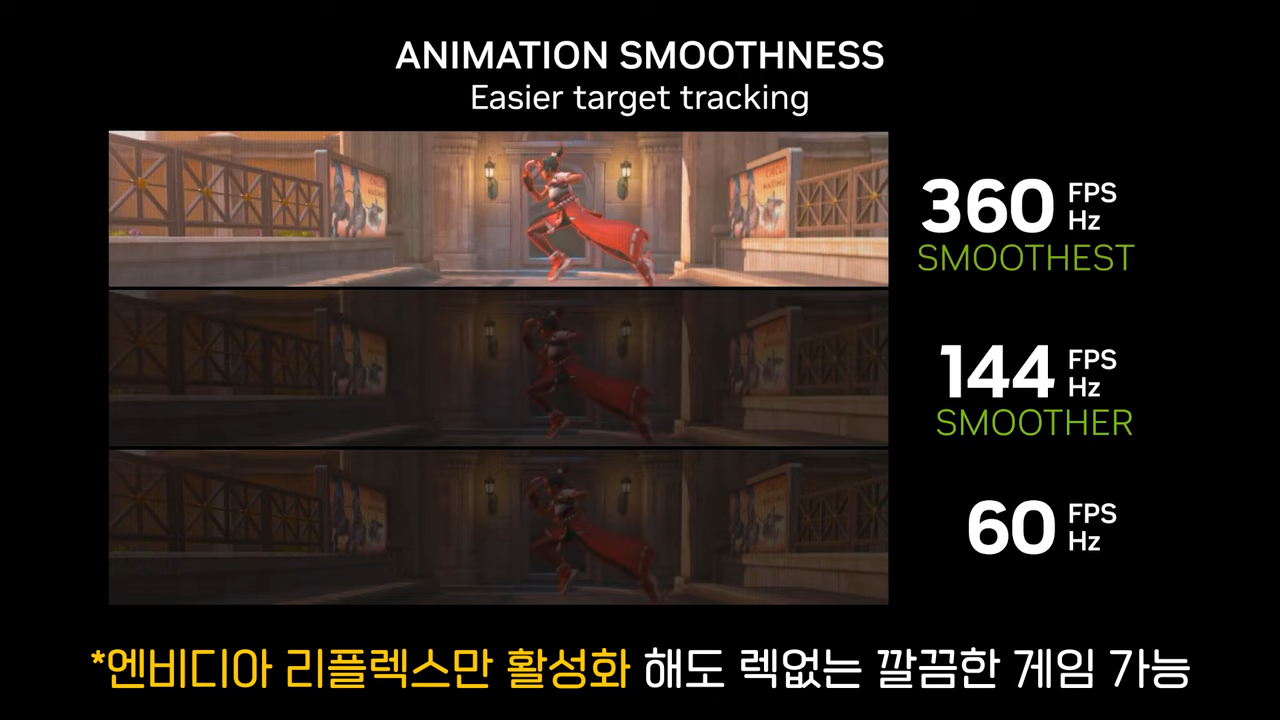 ANIMATION SMOOTHNESS
Easier target tracking
360 FPS
Hz
SMOOTHEST
144 FPS
Hz
SMOOTHER
60 FPS
Hz
*엔비디아 리플렉스만 활성화 해도 렉없는 깔끔한 게임 가능